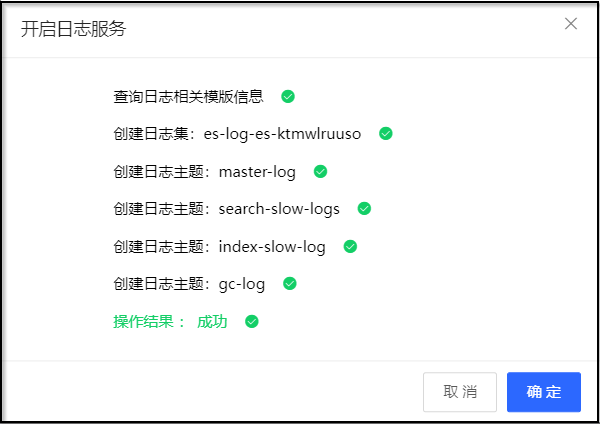 开启日志服务
查询日志相关模版信息
创建日志集：es-log-es-ktmwlruuso
创建日志主题：master-log
创建日志主题：search-slow-logs
创建日志主题：index-slow-log
创建日志主题：gc-log
操作结果： 成功
取消 确定